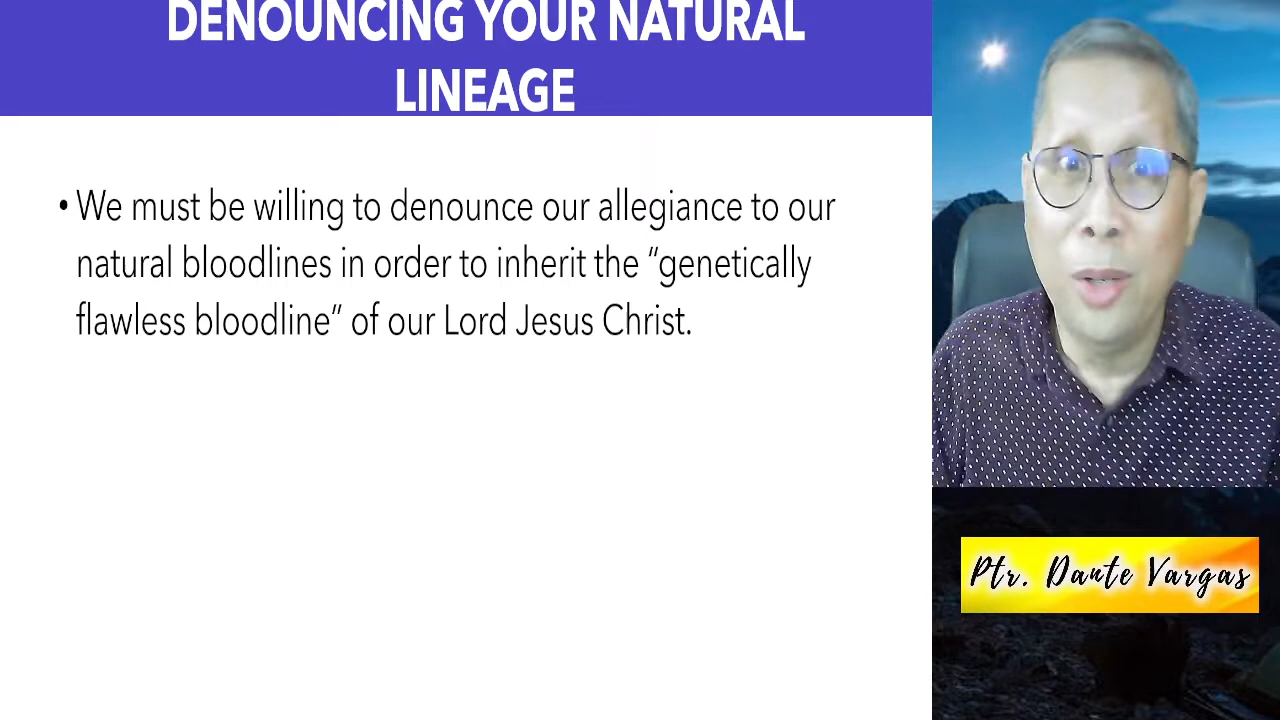 DENOUNCING YOUR NATURAL
LINEAGE
• We must be willing to denounce our allegiance to our
natural bloodlines in order to inherit the “genetically
flawless bloodline” of our Lord Jesus Christ.
Ptr. Dante Vargas